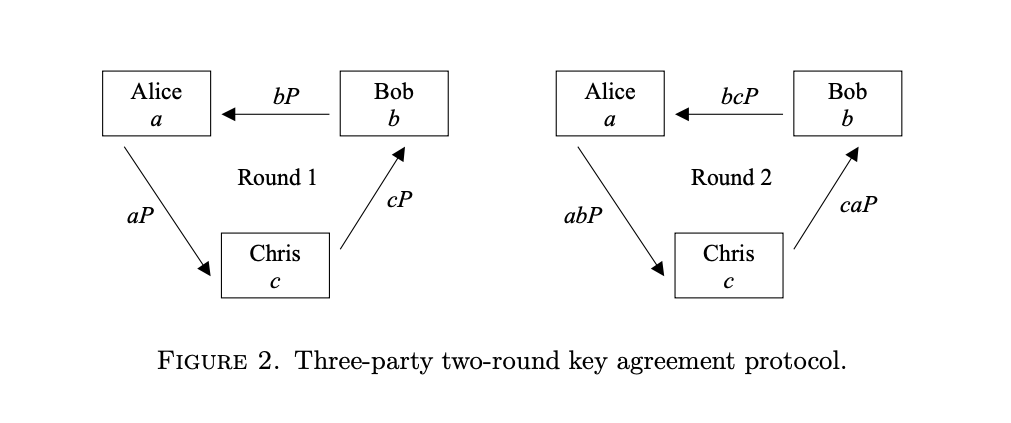 Alice
a
bP
Bob
b
Round 1
aP
cP
Chris
c
Alice
a
bcP
Bob
b
Round 2
abP
caP
Chris
c
FIGURE 2. Three-party two-round key agreement protocol.